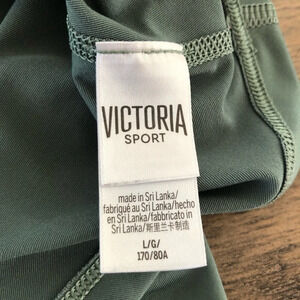 VICTORIA
SPORT
made in Sri Lanka/
fabriqué au Sri Lanka/hecho
en Sri Lanka/fabbricato in
Sri Lanka/斯里兰卡制造
L/G/
170/80A